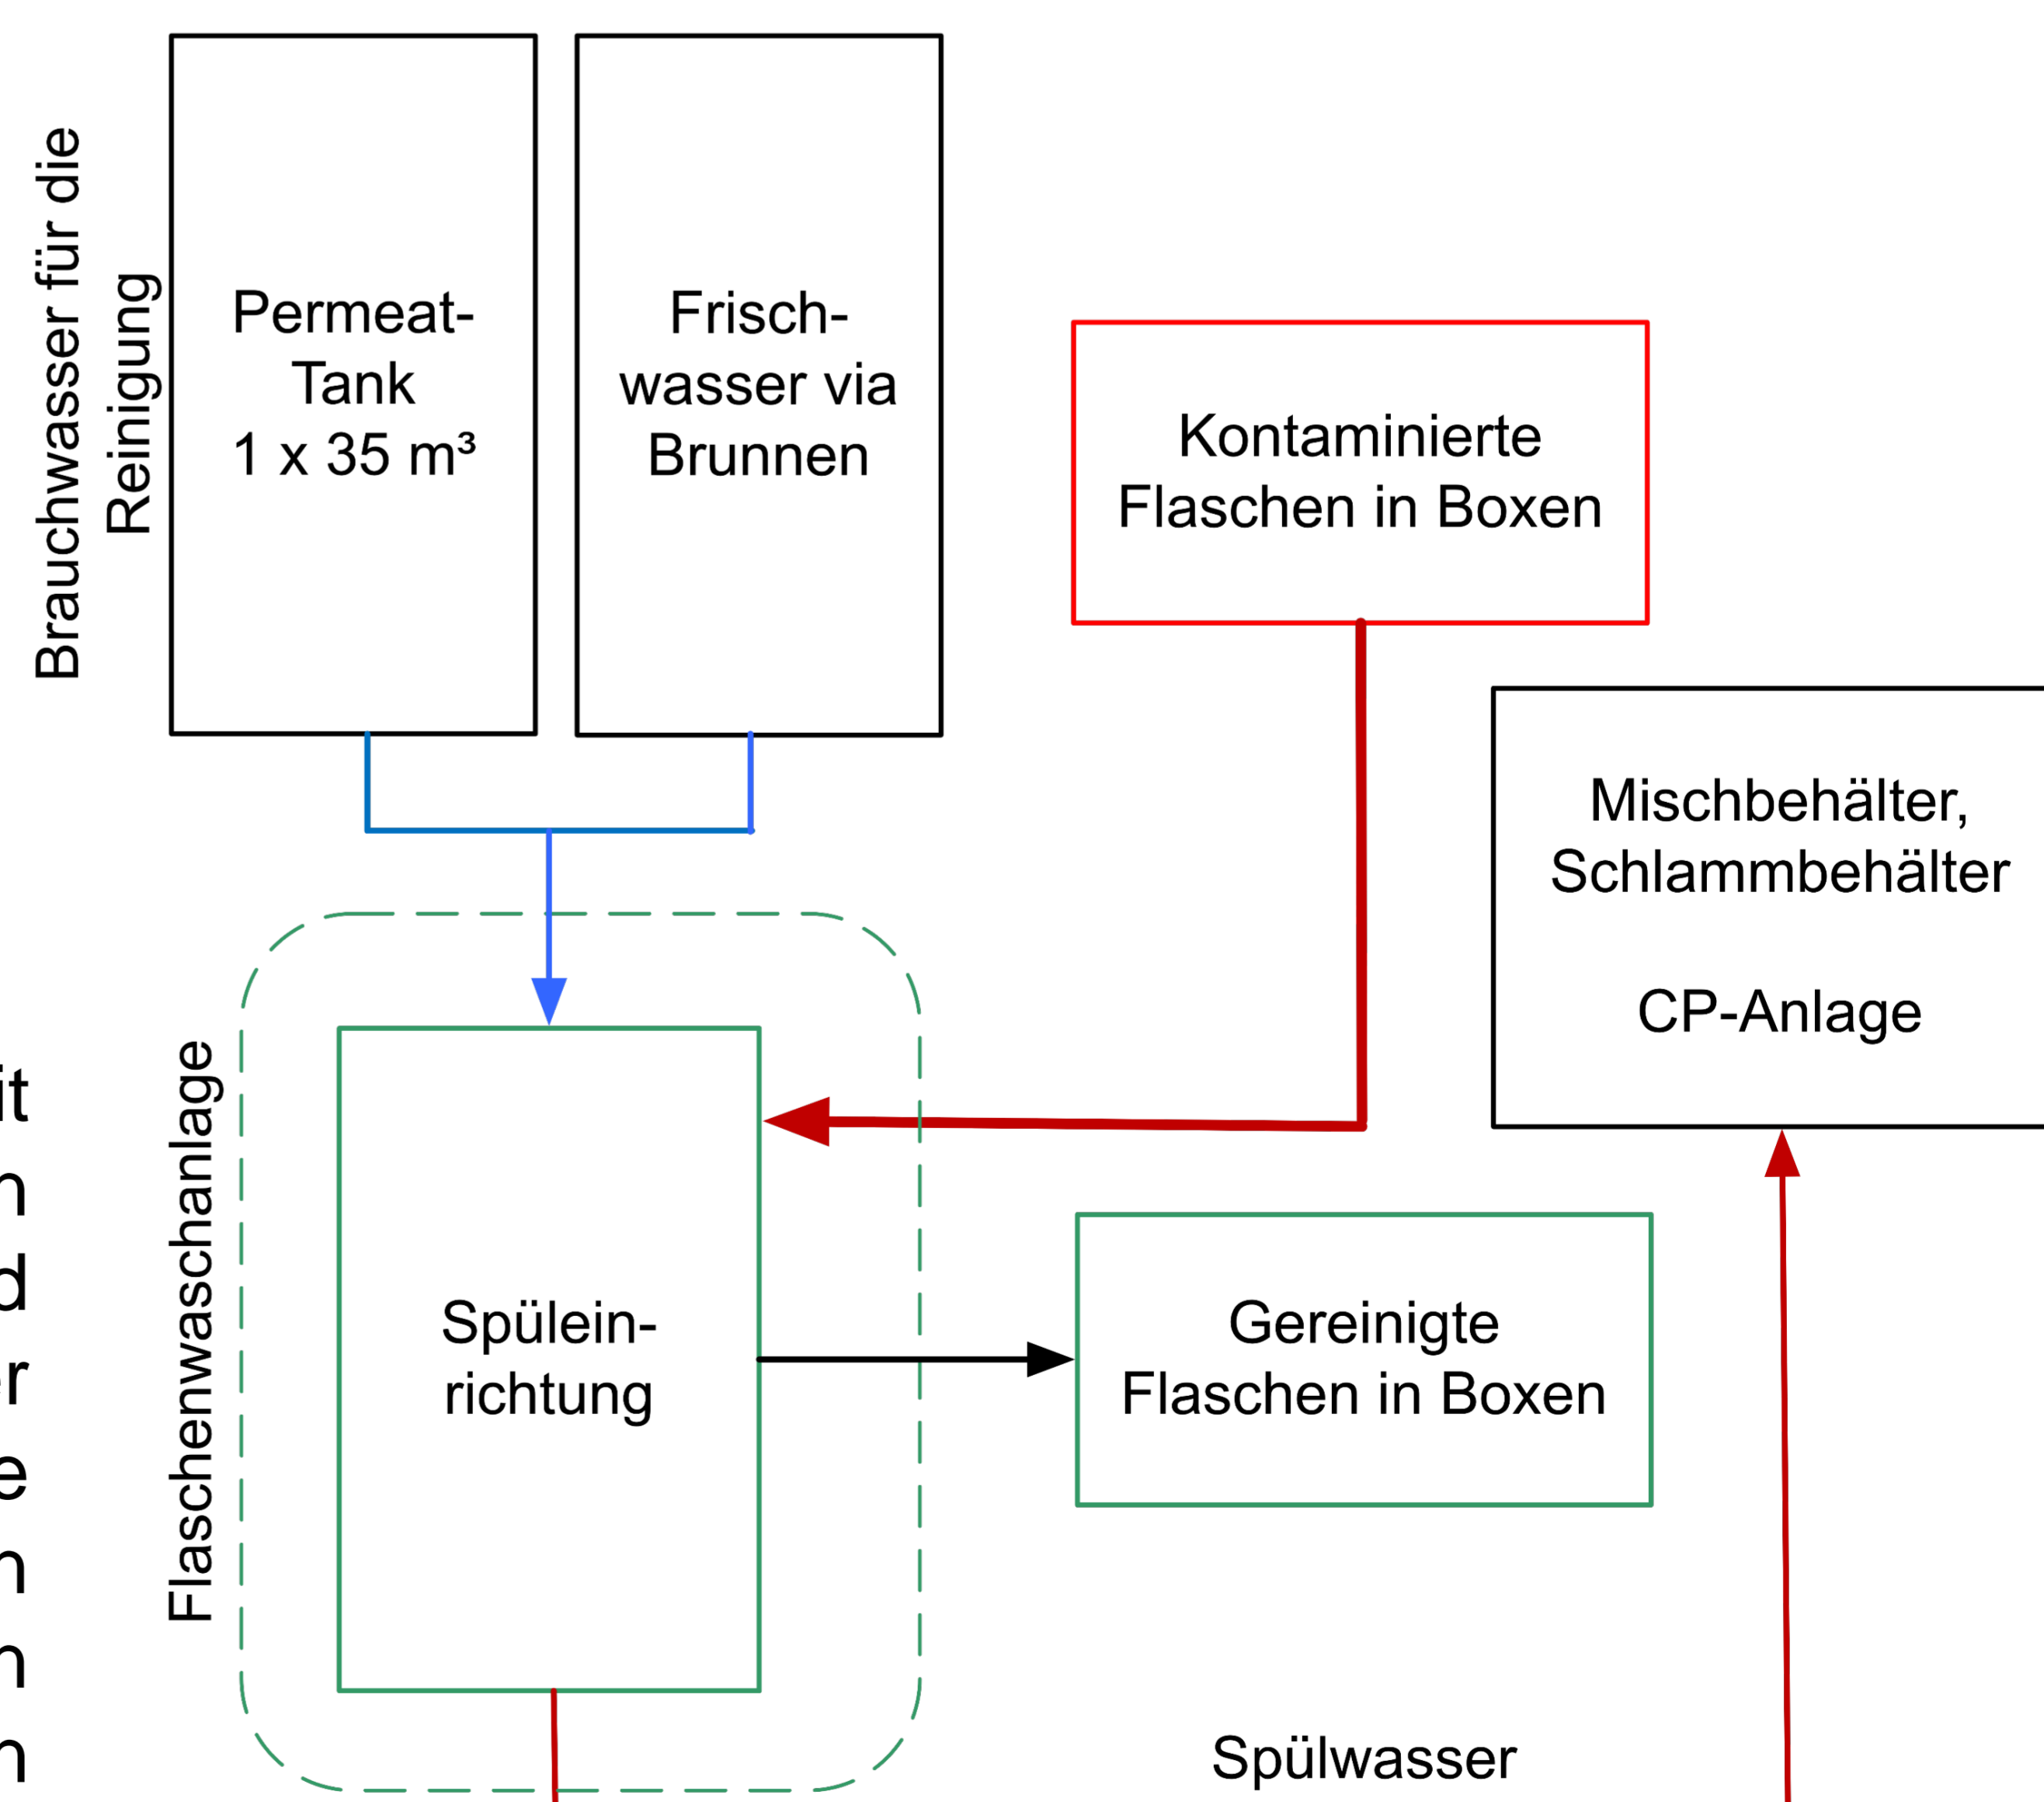 Brauchwasser für die
Reinigung
Permeat-
Tank
1 x 35 m³
Frisch-
wasser via
Brunnen
Kontaminierte
Flaschen in Boxen
Mischbehälter,
Schlammbehälter
CP-Anlage
Flaschenwaschanlage
Spülein-
richtung
Gereinigte
Flaschen in Boxen
Spülwasser